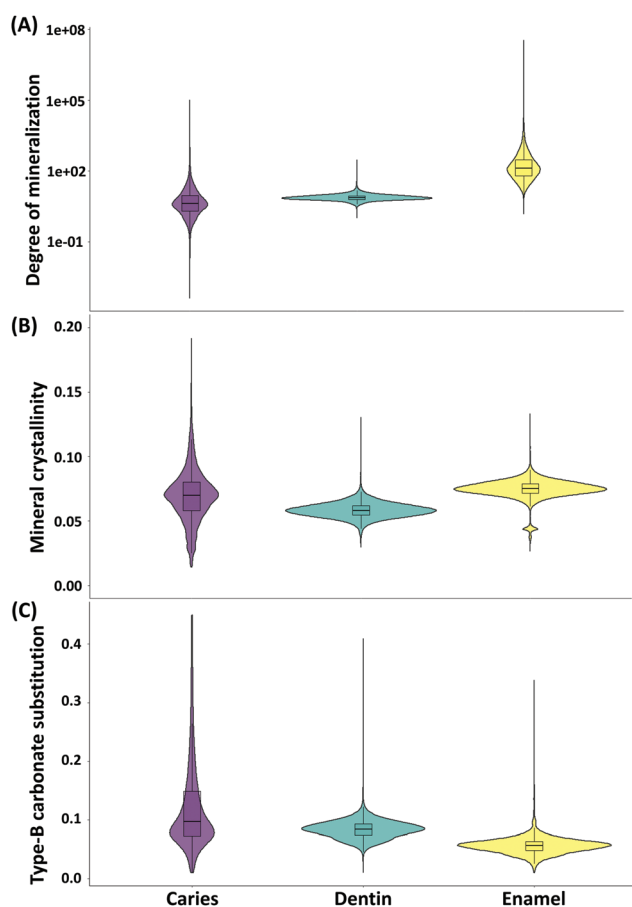 (A)
Degree of mineralization
1e+08
1e+05
1e+02
1e-01
(B)
Mineral crystallinity
0.20
0.15
0.10
0.05
0.00
(C)
Type-B carbonate substitution
0.4
0.3
0.2
0.1
0.0
Caries Dentin Enamel